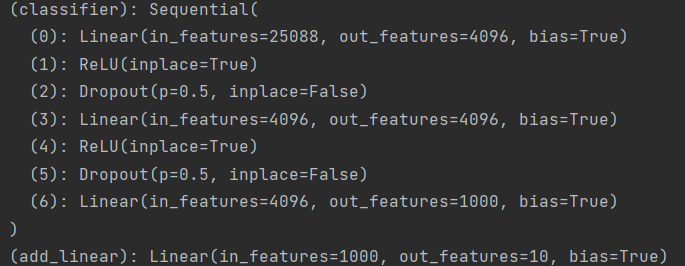 (classifier): Sequential(
  (0): Linear(in_features=25088, out_features=4096, bias=True)
  (1): ReLU(inplace=True)
  (2): Dropout(p=0.5, inplace=False)
  (3): Linear(in_features=4096, out_features=4096, bias=True)
  (4): ReLU(inplace=True)
  (5): Dropout(p=0.5, inplace=False)
  (6): Linear(in_features=4096, out_features=1000, bias=True)
)
(add_linear): Linear(in_features=1000, out_features=10, bias=True)